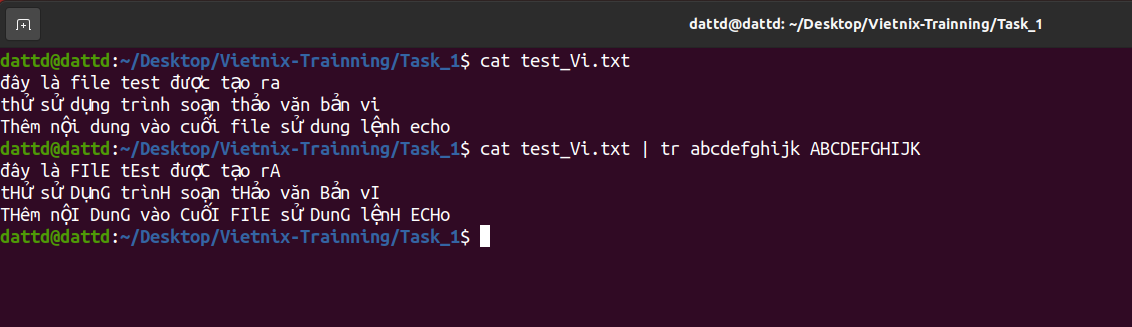 dattd@dattd: ~/Desktop/Vietnix-Trainning/Task_1
dattd@dattd:~/Desktop/Vietnix-Trainning/Task_1$ cat test_Vi.txt
đây là file test được tạo ra
thử sử dụng trình soạn thảo văn bản vi
Thêm nội dung vào cuối file sử dung lệnh echo
dattd@dattd:~/Desktop/Vietnix-Trainning/Task_1$ cat test_Vi.txt | tr abcdefghijk ABCDEFGHIJK
đây là FIlE tEst đượC tạo rA
tHử sử DụnG trìnH soạn tHảo văn Bản vI
THêm nộI DunG vào CuốI FIlE sử DunG lệnH ECHo
dattd@dattd:~/Desktop/Vietnix-Trainning/Task_1$